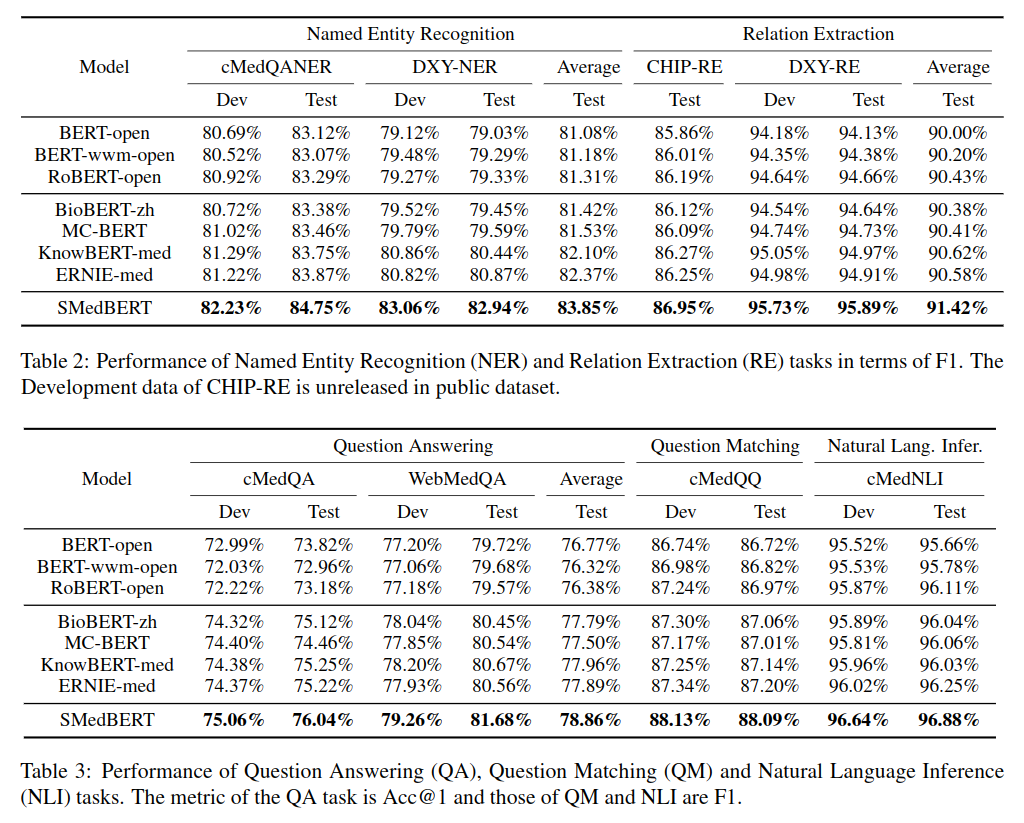 Named Entity Recognition Relation Extraction
Model cMedQANER DXY-NER Average CHIP-RE DXY-RE Average
Dev Test Dev Test Test Test Dev Test Test
BERT-open 80.69% 83.12% 79.12% 79.03% 81.08% 85.86% 94.18% 94.13% 90.00%
BERT-wwm-open 80.52% 83.07% 79.48% 79.29% 81.18% 86.01% 94.35% 94.38% 90.20%
RoBERT-open 80.92% 83.29% 79.27% 79.33% 81.31% 86.19% 94.64% 94.66% 90.43%
BioBERT-zh 80.72% 83.38% 79.52% 79.45% 81.42% 86.12% 94.54% 94.64% 90.38%
MC-BERT 81.02% 83.46% 79.79% 79.59% 81.53% 86.09% 94.74% 94.73% 90.41%
KnowBERT-med 81.29% 83.75% 80.86% 80.44% 82.10% 86.27% 95.05% 94.97% 90.62%
ERNIE-med 81.22% 83.87% 80.82% 80.87% 82.37% 86.25% 94.98% 94.91% 90.58%
SMedBERT 82.23% 84.75% 83.06% 82.94% 83.85% 86.95% 95.73% 95.89% 91.42%
Table 2: Performance of Named Entity Recognition (NER) and Relation Extraction (RE) tasks in terms of F1. The
Development data of CHIP-RE is unreleased in public dataset.
Question Answering Question Matching Natural Lang. Infer.
Model cMedQA WebMedQA Average cMedQQ cMedNLI
Dev Test Dev Test Test Dev Test Dev Test
BERT-open 72.99% 73.82% 77.20% 79.72% 76.77% 86.74% 86.72% 95.52% 95.66%
BERT-wwm-open 72.03% 72.96% 77.06% 79.68% 76.32% 86.98% 86.82% 95.53% 95.78%
RoBERT-open 72.22% 73.18% 77.18% 79.57% 76.38% 87.24% 86.97% 95.87% 96.11%
BioBERT-zh 74.32% 75.12% 78.04% 80.45% 77.79% 87.30% 87.06% 95.89% 96.04%
MC-BERT 74.40% 74.46% 77.85% 80.54% 77.50% 87.17% 87.01% 95.81% 96.06%
KnowBERT-med 74.38% 75.25% 78.20% 80.67% 77.96% 87.25% 87.14% 95.96% 96.03%
ERNIE-med 74.37% 75.22% 77.93% 80.56% 77.89% 87.34% 87.20% 96.02% 96.25%
SMedBERT 75.06% 76.04% 79.26% 81.68% 78.86% 88.13% 88.09% 96.64% 96.88%
Table 3: Performance of Question Answering (QA), Question Matching (QM) and Natural Language Inference
(NLI) tasks. The metric of the QA task is Acc@1 and those of QM and NLI are F1.